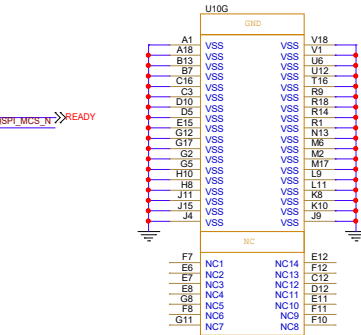 U10G
GND
A1 VSS VSS V18
A18 VSS VSS V1
B13 VSS VSS U6
B7 VSS VSS U12
C16 VSS VSS T16
C3 VSS VSS R9
D10 VSS VSS R18
D5 VSS VSS R14
E15 VSS VSS R1
G12 VSS VSS N13
G17 VSS VSS M6
G2 VSS VSS M2
G5 VSS VSS M17
H10 VSS VSS L9
H8 VSS VSS L11
J11 VSS VSS K8
J15 VSS VSS K10
J4 VSS VSS J9
SPI_MCS_N READY
NC
F7 NC1 NC14 E12
E6 NC2 NC13 F12
E7 NC3 NC12 C12
E8 NC4 NC11 D12
G8 NC5 NC10 E11
F8 NC6 NC9 F11
G11 NC7 NC8 F10